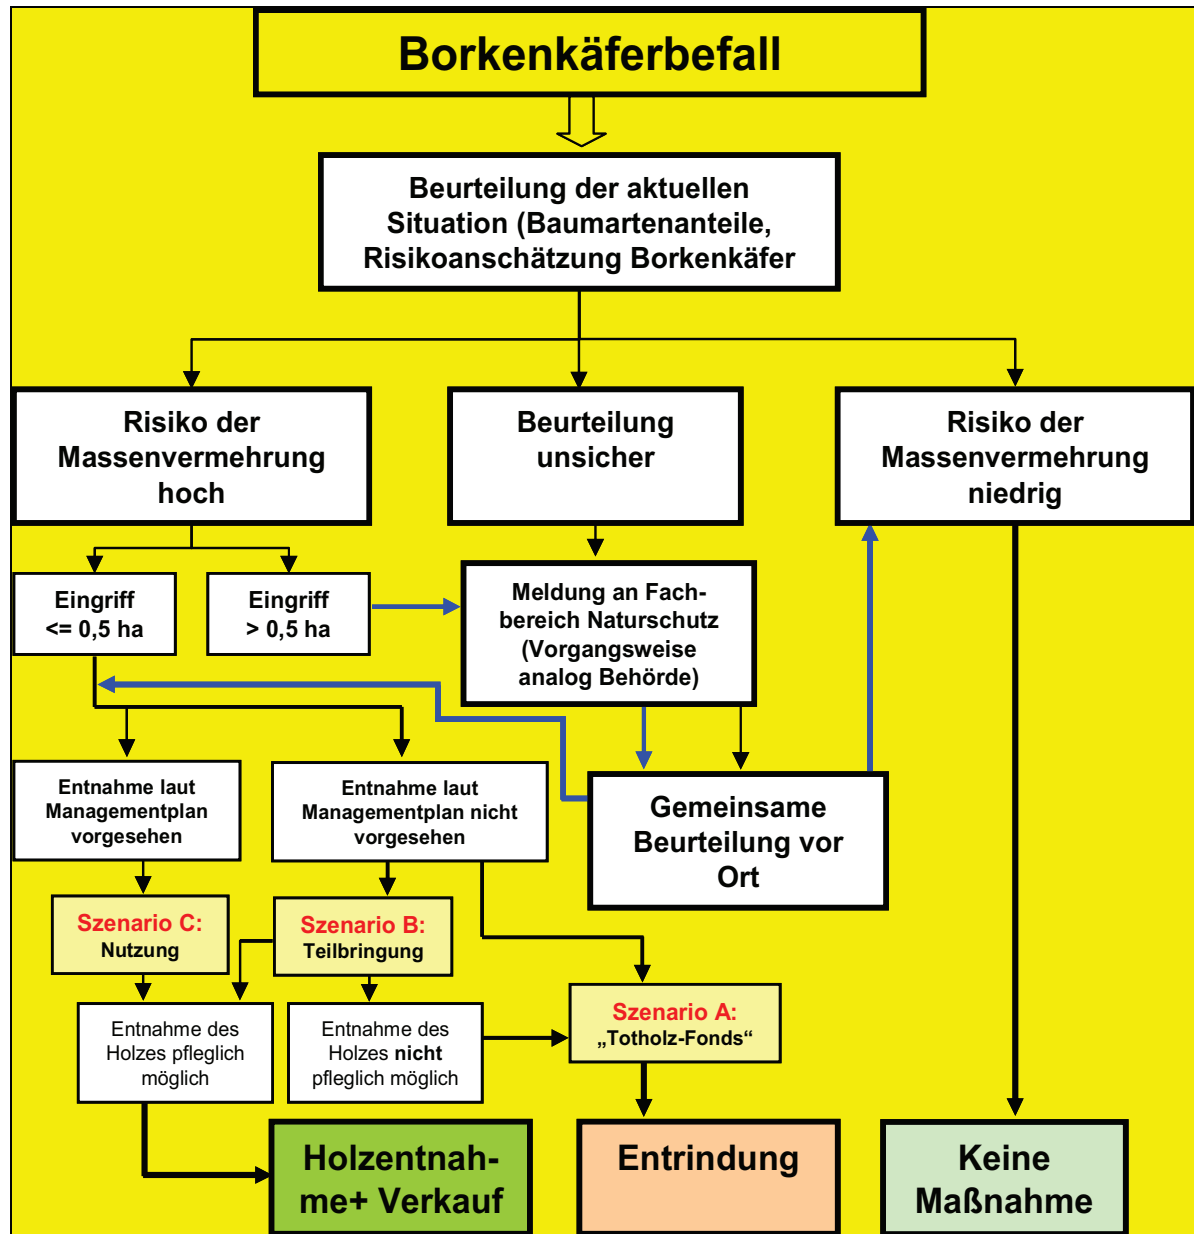 Borkenkäferbefall
Beurteilung der aktuellen
Situation (Baumartenanteile,
Risikoanschätzung Borkenkäfer
Risiko der
Massenvermehrung
hoch
Beurteilung
unsicher
Risiko der
Massenvermehrung
niedrig
Eingriff
<= 0,5 ha
Eingriff
> 0,5 ha
Meldung an Fach-
bereich Naturschutz
(Vorgangsweise
analog Behörde)
Entnahme laut
Managementplan
vorgesehen
Entnahme laut
Managementplan nicht
vorgesehen
Gemeinsame
Beurteilung vor
Ort
Szenario C:
Nutzung
Szenario B:
Teilbringung
Szenario A:
„Totholz-Fonds“
Entnahme des
Holzes pfleglich
möglich
Entnahme des
Holzes nicht
pfleglich möglich
Holzentnah-
me+ Verkauf
Entrindung
Keine
Maßnahme